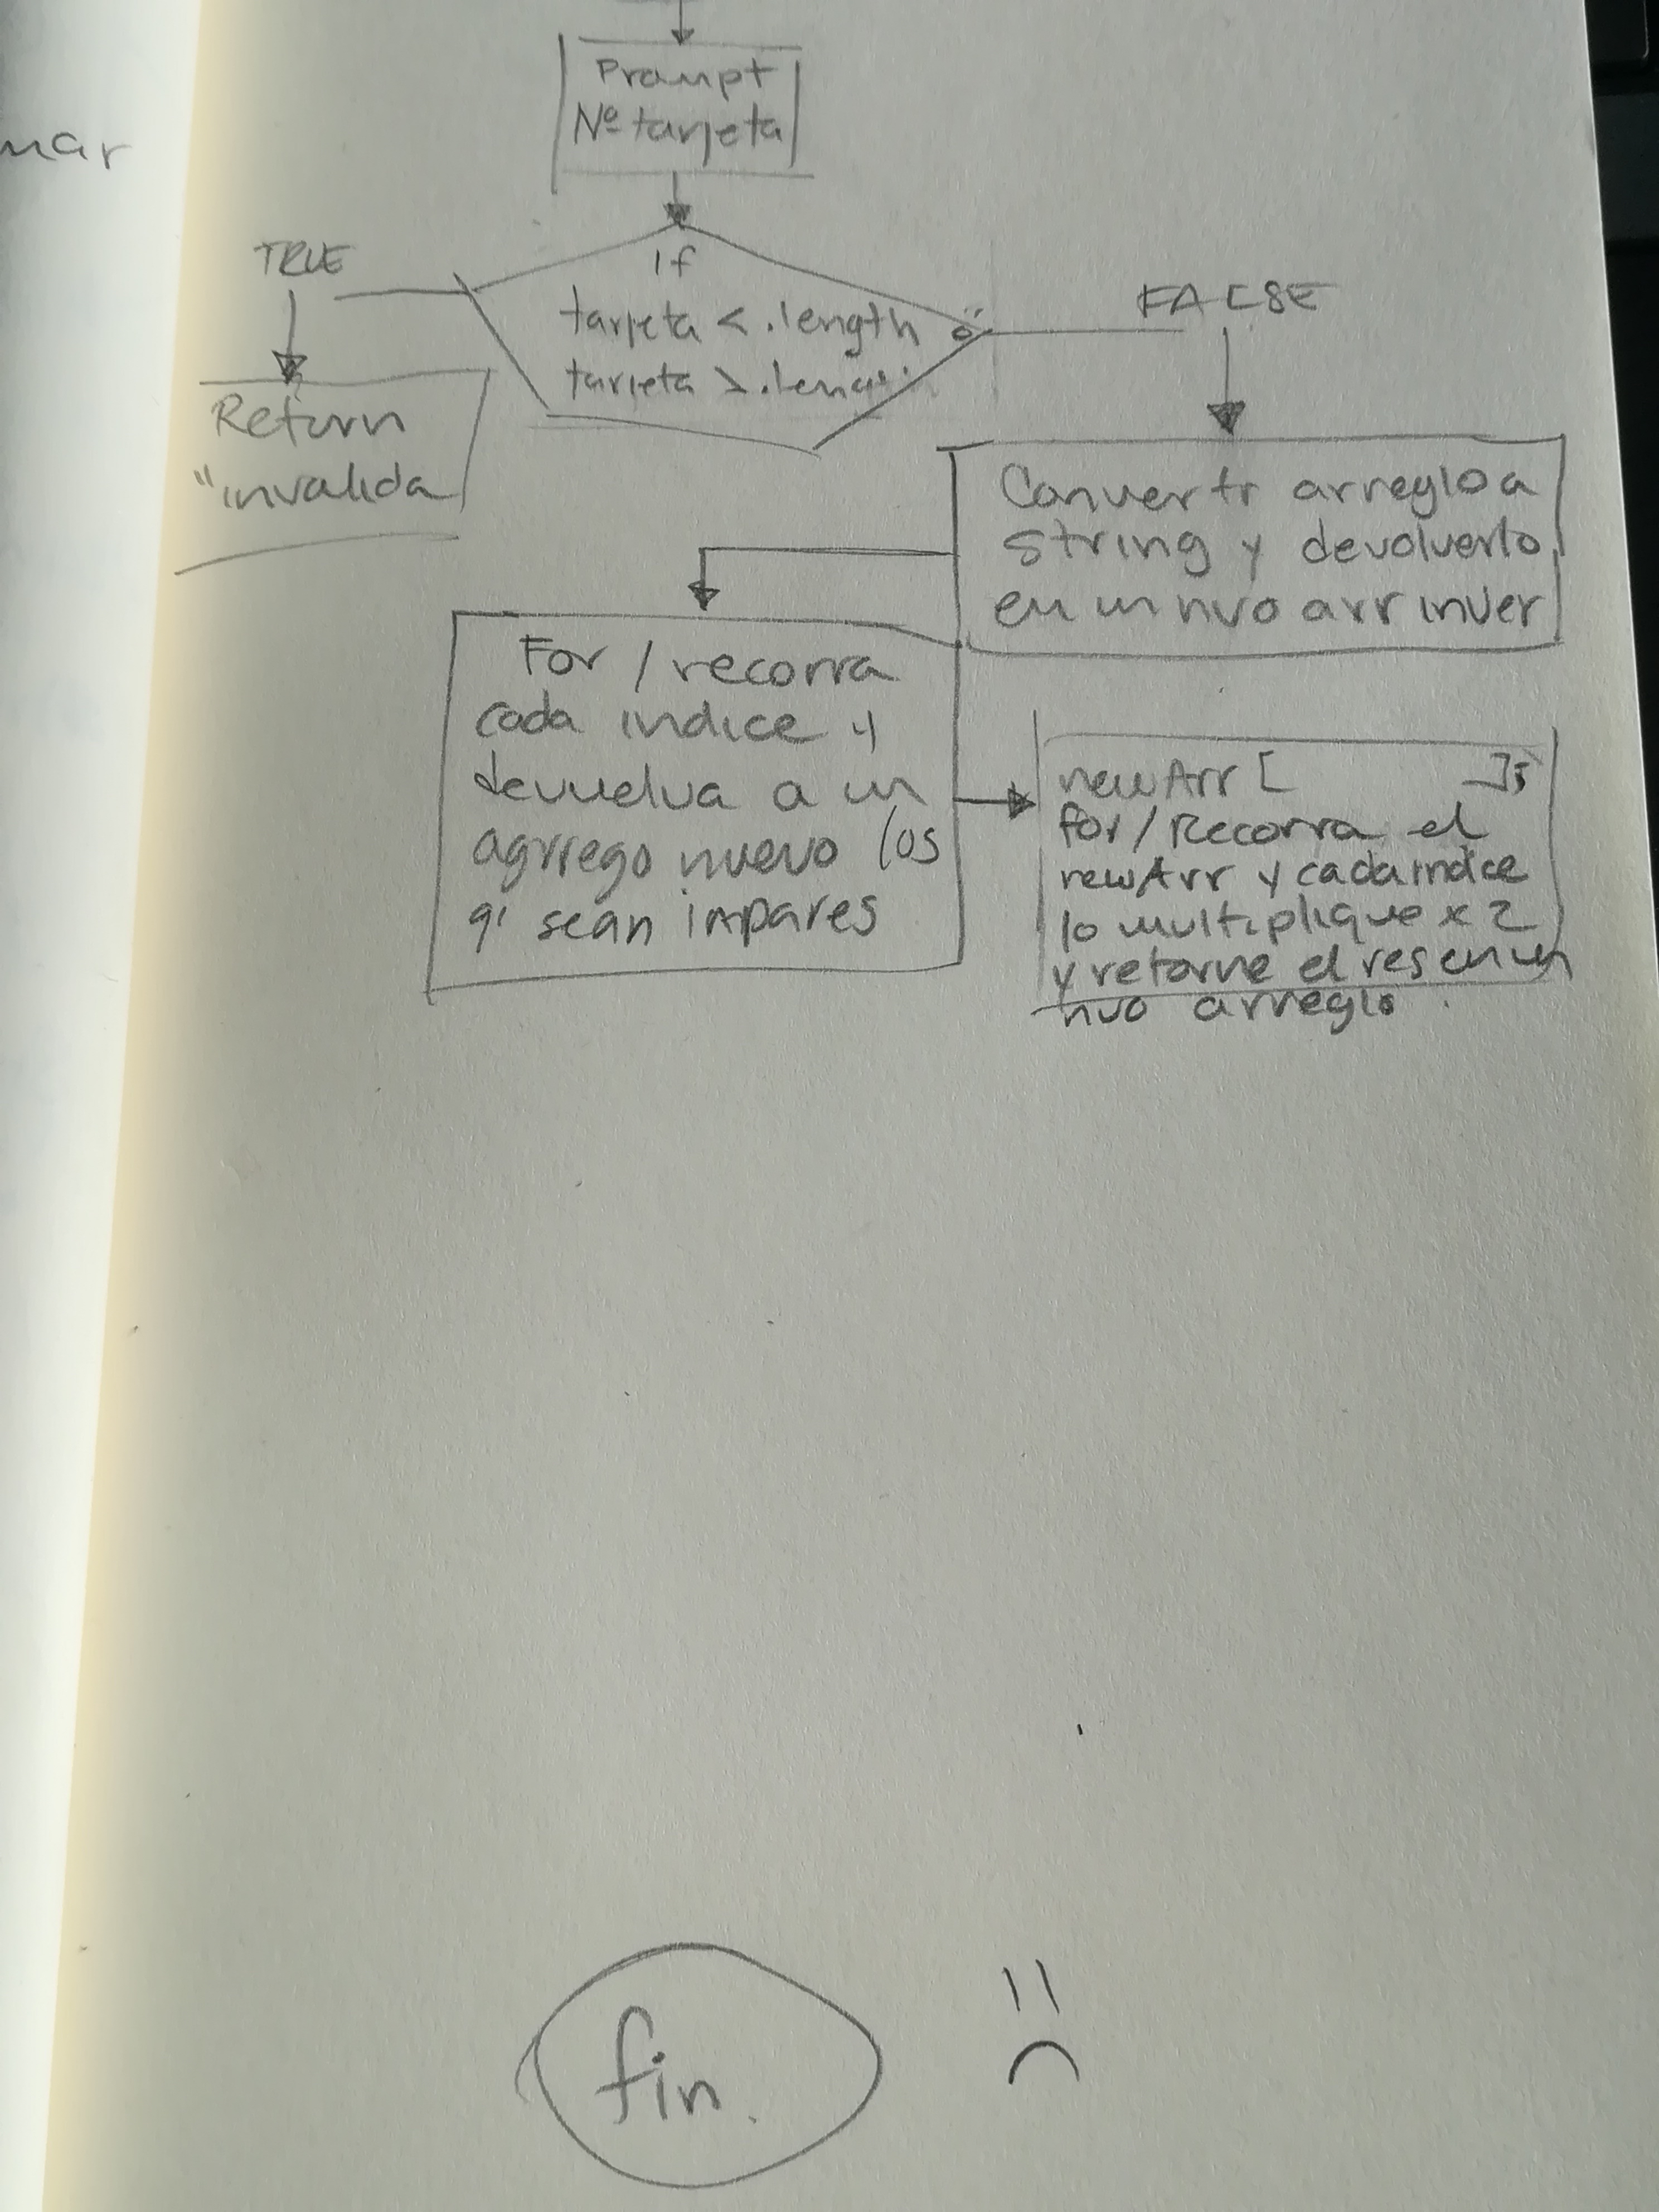 mar
Prompt
Nº tarjeta
TRUE
If
tarjeta < .length ó
tarjeta > .length
FALSE
Return
"invalida
Convertir arregloa
string y devolverlo
en un nvo arr inver
For / recorra
cada indice y
devuelva a un
agrrego nuevo los
q' sean impares
newArr [ ];
for/Recorra el
newArr y cada indice
lo multiplique x 2
y retorne el res en un
nvo arreglo.
fin.